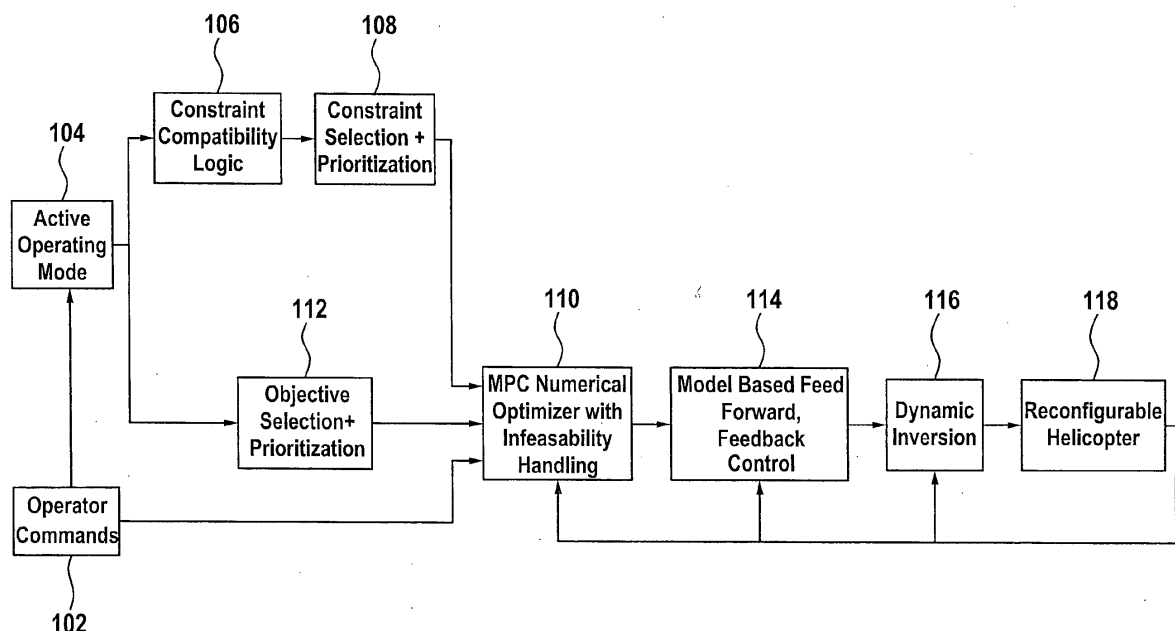 106
108
Constraint
Compatibility
Logic
Constraint
Selection +
Prioritization
104
Active
Operating
Mode
112
Objective
Selection+
Prioritization
110
MPC Numerical
Optimizer with
Infeasability
Handling
114
Model Based Feed
Forward,
Feedback
Control
116
Dynamic
Inversion
118
Reconfigurable
Helicopter
Operator
Commands
102